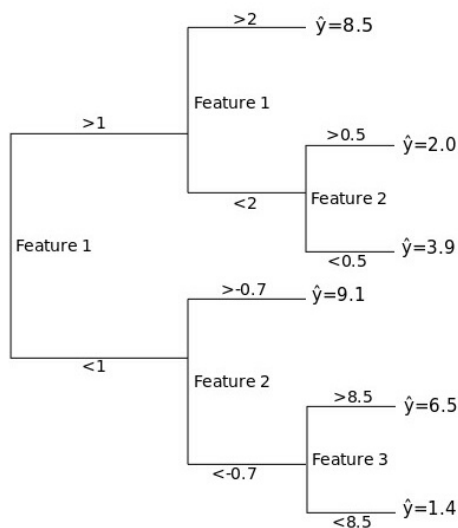 >2
ŷ=8.5
Feature 1
>1
>0.5
ŷ=2.0
<2
Feature 2
Feature 1
<0.5
ŷ=3.9
>-0.7
ŷ=9.1
<1
Feature 2
>8.5
ŷ=6.5
<-0.7
Feature 3
<8.5
ŷ=1.4